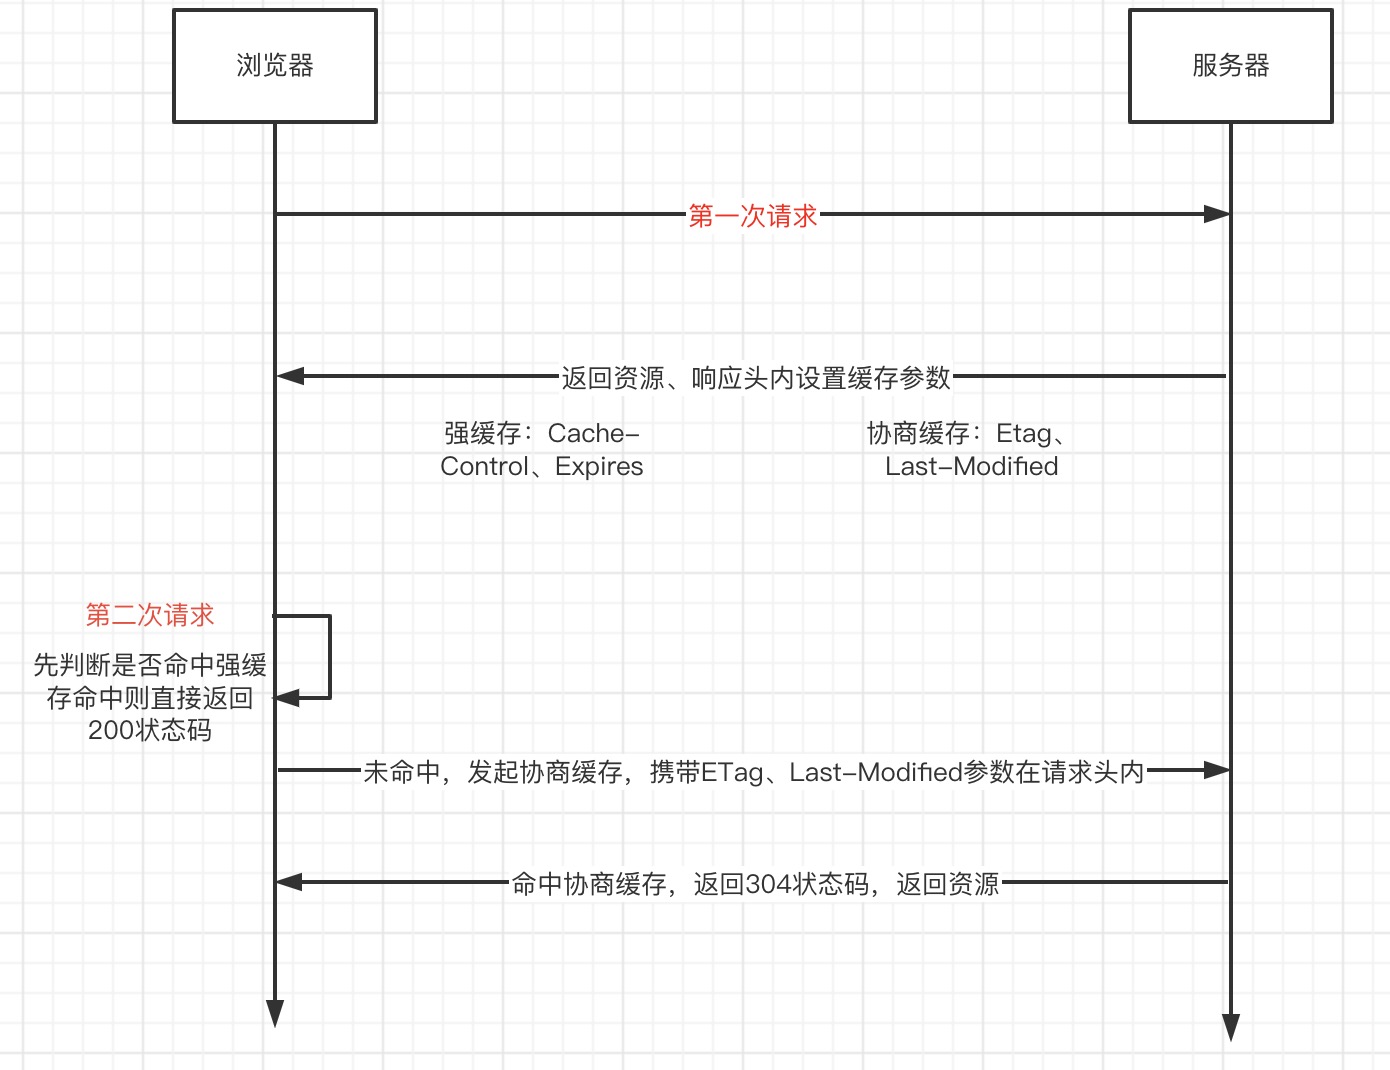 浏览器
服务器
第一次请求
返回资源、响应头内设置缓存参数
强缓存：Cache-
Control、Expires
协商缓存：Etag、
Last-Modified
第二次请求
先判断是否命中强缓
存命中则直接返回
200状态码
未命中，发起协商缓存，携带ETag、Last-Modified参数在请求头内
命中协商缓存，返回304状态码，返回资源